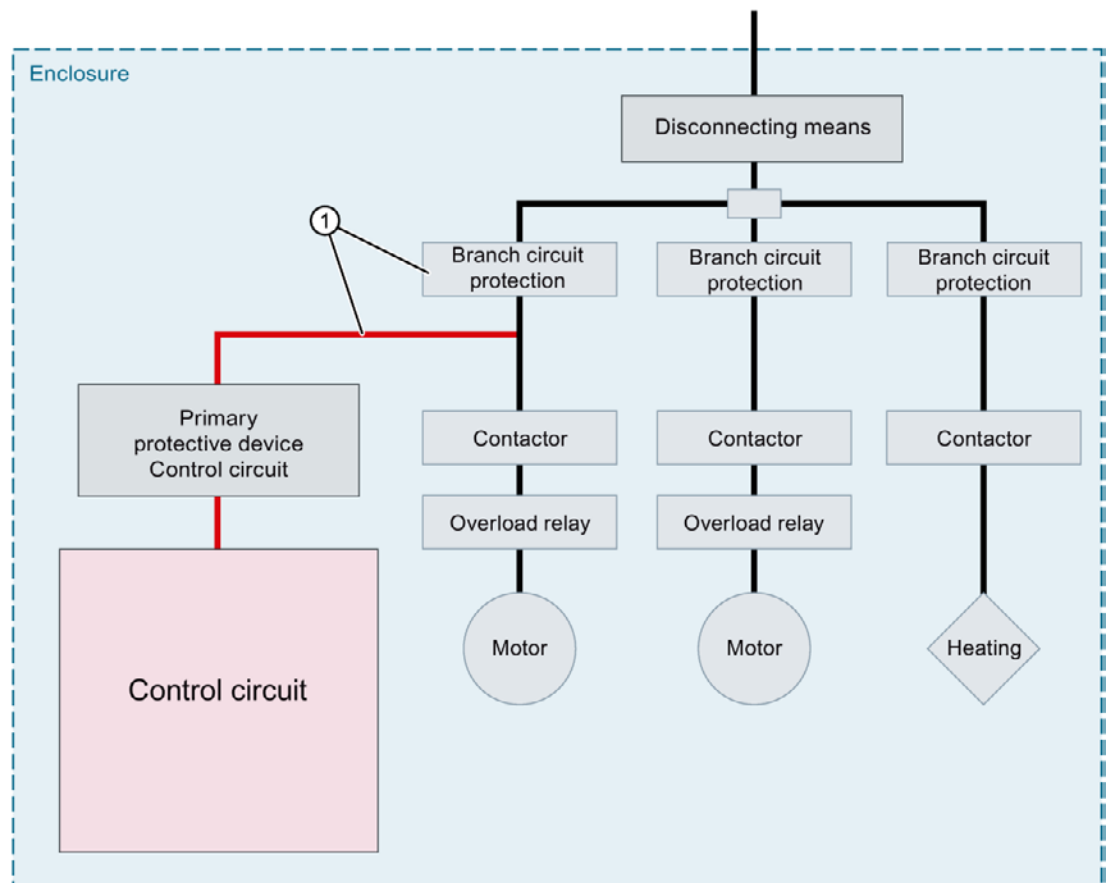 Enclosure
Disconnecting means
1
Branch circuit
protection
Branch circuit
protection
Branch circuit
protection
Primary
protective device
Control circuit
Contactor
Contactor
Contactor
Overload relay
Overload relay
Motor
Motor
Heating
Control circuit